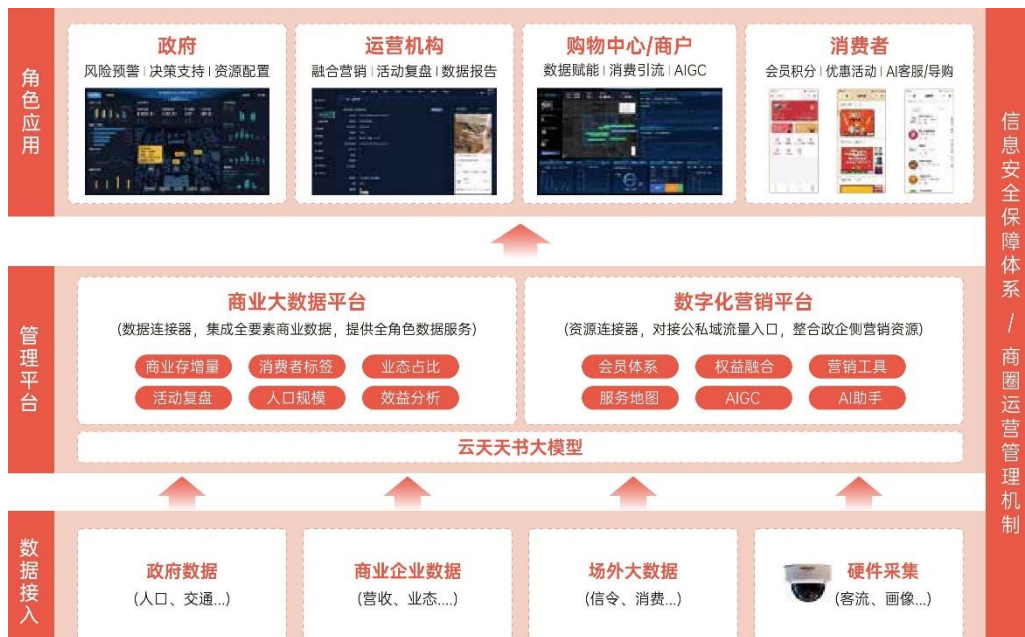 角色应用
政府
风险预警 | 决策支持 | 资源配置
运营机构
融合营销 | 活动复盘 | 数据报告
购物中心/商户
数据赋能 | 消费引流 | AIGC
消费者
会员积分 | 优惠活动 | AI客服/导购
管理平台
商业大数据平台
(数据连接器，集成全要素商业数据，提供全角色数据服务)
商业存增量 消费者标签 业态占比
活动复盘 人口规模 效益分析
数字化营销平台
(资源连接器，对接公私域流量入口，整合政企侧营销资源)
会员体系 权益融合 营销工具
服务地图 AIGC AI助手
云天天书大模型
数据接入
政府数据
(人口、交通...)
商业企业数据
(营收、业态....)
场外大数据
(信令、消费...)
硬件采集
(客流、画像...)
信息安全保障体系 / 商圈运营管理机制